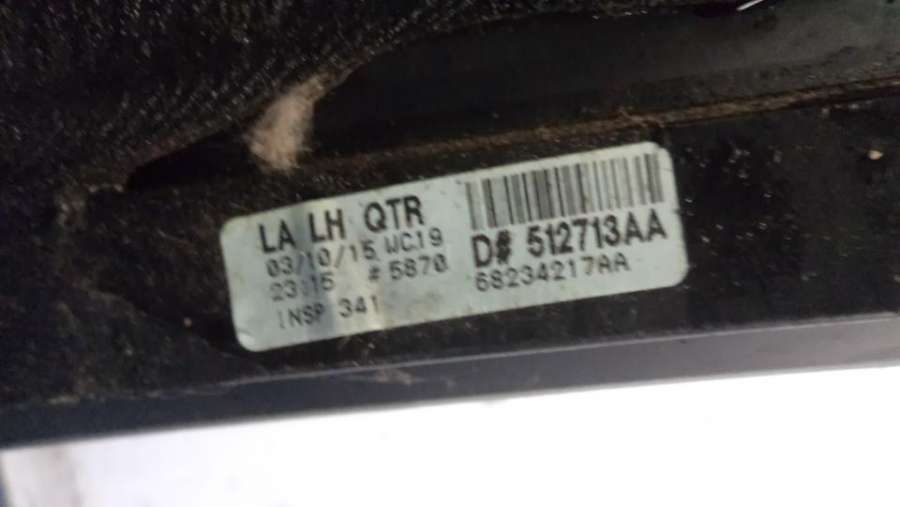 LA LH QTR
03/10/15 WC19
23:15 #5870
INSP 341
D# 512713AA
68234217AA